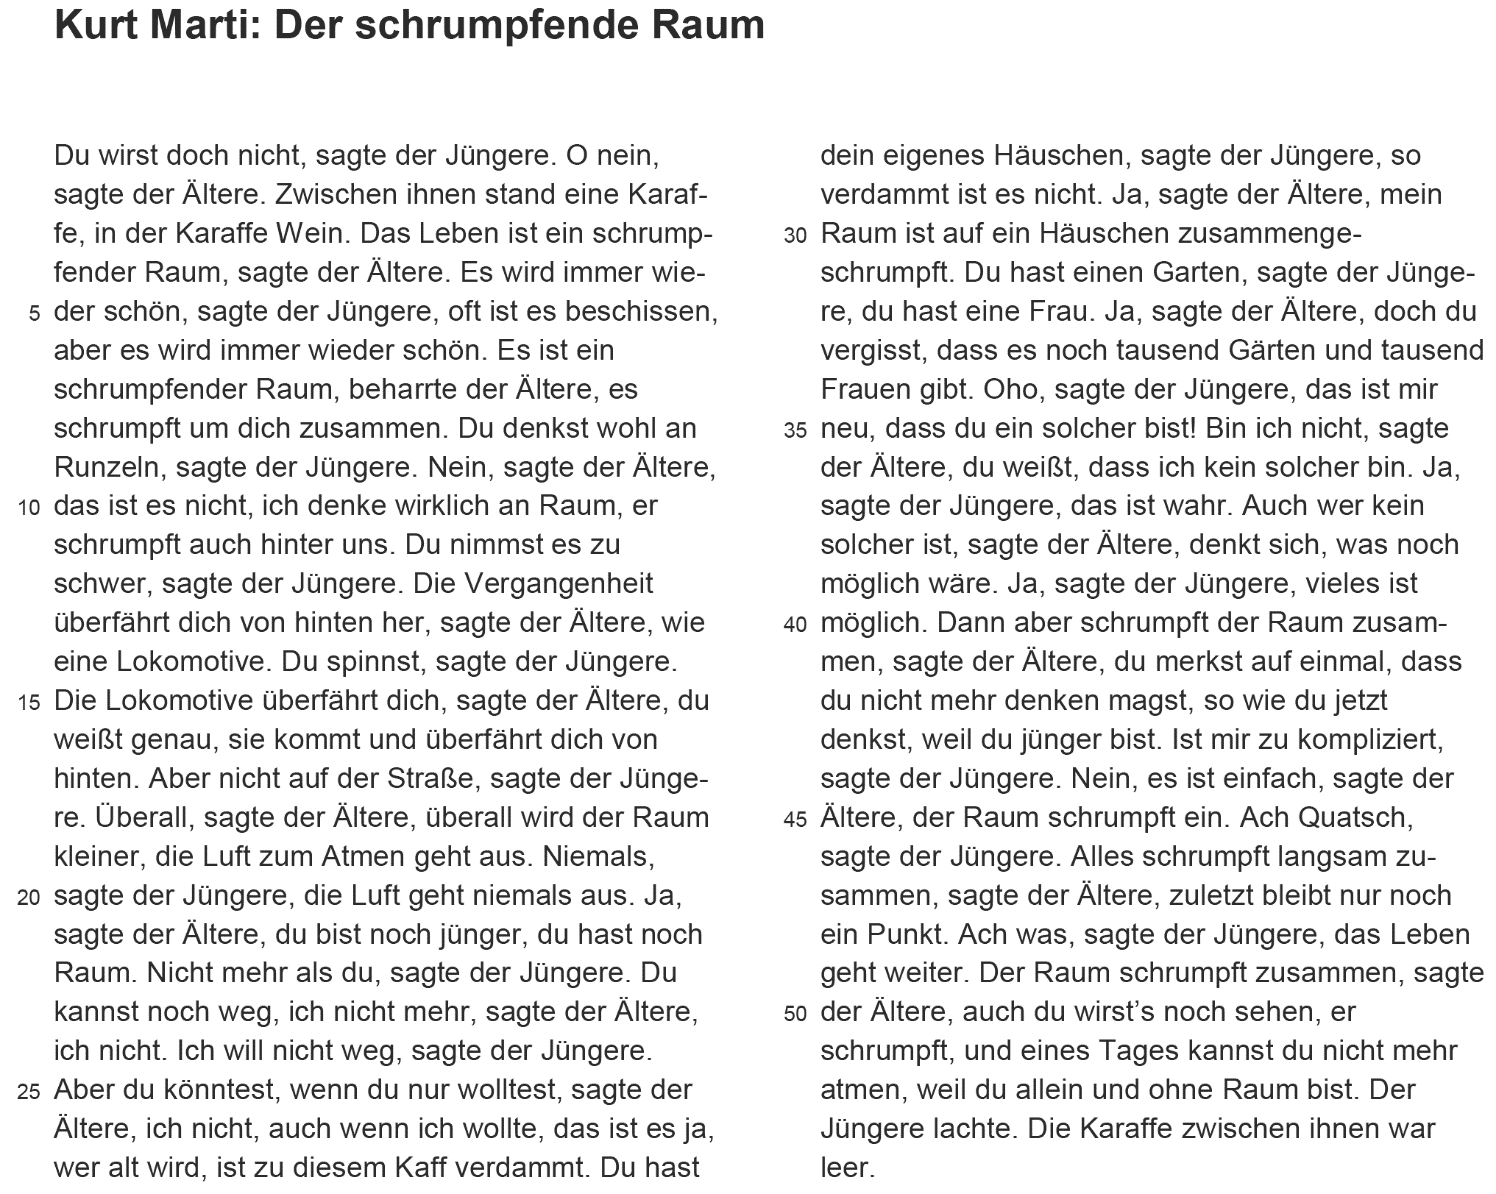 Kurt Marti: Der schrumpfende Raum
Du wirst doch nicht, sagte der Jüngere. O nein,
sagte der Ältere. Zwischen ihnen stand eine Karaf-
fe, in der Karaffe Wein. Das Leben ist ein schrump-
fender Raum, sagte der Ältere. Es wird immer wie-
5 der schön, sagte der Jüngere, oft ist es beschissen,
aber es wird immer wieder schön. Es ist ein
schrumpfender Raum, beharrte der Ältere, es
schrumpft um dich zusammen. Du denkst wohl an
Runzeln, sagte der Jüngere. Nein, sagte der Ältere,
10 das ist es nicht, ich denke wirklich an Raum, er
schrumpft auch hinter uns. Du nimmst es zu
schwer, sagte der Jüngere. Die Vergangenheit
überfährt dich von hinten her, sagte der Ältere, wie
eine Lokomotive. Du spinnst, sagte der Jüngere.
15 Die Lokomotive überfährt dich, sagte der Ältere, du
weißt genau, sie kommt und überfährt dich von
hinten. Aber nicht auf der Straße, sagte der Jünge-
re. Überall, sagte der Ältere, überall wird der Raum
kleiner, die Luft zum Atmen geht aus. Niemals,
20 sagte der Jüngere, die Luft geht niemals aus. Ja,
sagte der Ältere, du bist noch jünger, du hast noch
Raum. Nicht mehr als du, sagte der Jüngere. Du
kannst noch weg, ich nicht mehr, sagte der Ältere,
ich nicht. Ich will nicht weg, sagte der Jüngere.
25 Aber du könntest, wenn du nur wolltest, sagte der
Ältere, ich nicht, auch wenn ich wollte, das ist es ja,
wer alt wird, ist zu diesem Kaff verdammt. Du hast
dein eigenes Häuschen, sagte der Jüngere, so
verdammt ist es nicht. Ja, sagte der Ältere, mein
30 Raum ist auf ein Häuschen zusammenge-
schrumpft. Du hast einen Garten, sagte der Jünge-
re, du hast eine Frau. Ja, sagte der Ältere, doch du
vergisst, dass es noch tausend Gärten und tausend
Frauen gibt. Oho, sagte der Jüngere, das ist mir
35 neu, dass du ein solcher bist! Bin ich nicht, sagte
der Ältere, du weißt, dass ich kein solcher bin. Ja,
sagte der Jüngere, das ist wahr. Auch wer kein
solcher ist, sagte der Ältere, denkt sich, was noch
möglich wäre. Ja, sagte der Jüngere, vieles ist
40 möglich. Dann aber schrumpft der Raum zusam-
men, sagte der Ältere, du merkst auf einmal, dass
du nicht mehr denken magst, so wie du jetzt
denkst, weil du jünger bist. Ist mir zu kompliziert,
sagte der Jüngere. Nein, es ist einfach, sagte der
45 Ältere, der Raum schrumpft ein. Ach Quatsch,
sagte der Jüngere. Alles schrumpft langsam zu-
sammen, sagte der Ältere, zuletzt bleibt nur noch
ein Punkt. Ach was, sagte der Jüngere, das Leben
geht weiter. Der Raum schrumpft zusammen, sagte
50 der Ältere, auch du wirst’s noch sehen, er
schrumpft, und eines Tages kannst du nicht mehr
atmen, weil du allein und ohne Raum bist. Der
Jüngere lachte. Die Karaffe zwischen ihnen war
leer.